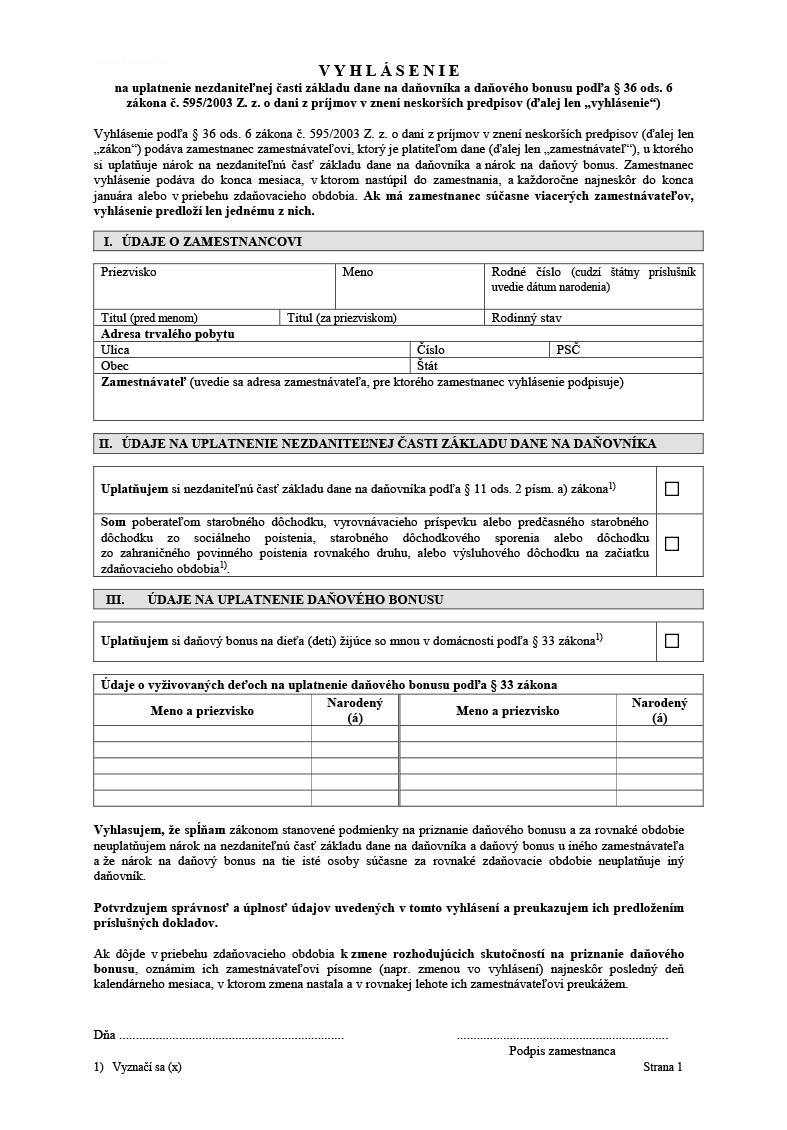 V Y H L Á S E N I E
na uplatnenie nezdaniteľnej časti základu dane na daňovníka a daňového bonusu podľa § 36 ods. 6
zákona č. 595/2003 Z. z. o dani z príjmov v znení neskorších predpisov (ďalej len „vyhlásenie“)
Vyhlásenie podľa § 36 ods. 6 zákona č. 595/2003 Z. z. o dani z príjmov v znení neskorších predpisov (ďalej len
„zákon“) podáva zamestnanec zamestnávateľovi, ktorý je platiteľom dane (ďalej len „zamestnávateľ“), u ktorého
si uplatňuje nárok na nezdaniteľnú časť základu dane na daňovníka a nárok na daňový bonus. Zamestnanec
vyhlásenie podáva do konca mesiaca, v ktorom nastúpil do zamestnania, a každoročne najneskôr do konca
januára alebo v priebehu zdaňovacieho obdobia. Ak má zamestnanec súčasne viacerých zamestnávateľov,
vyhlásenie predloží len jednému z nich.
I. ÚDAJE O ZAMESTNANCOVI
Priezvisko
Meno
Rodné číslo (cudzí štátny príslušník
uvedie dátum narodenia)
Titul (pred menom)
Titul (za priezviskom)
Rodinný stav
Adresa trvalého pobytu
Ulica
Číslo
PSČ
Obec
Štát
Zamestnávateľ (uvedie sa adresa zamestnávateľa, pre ktorého zamestnanec vyhlásenie podpisuje)
II. ÚDAJE NA UPLATNENIE NEZDANITEĽNEJ ČASTI ZÁKLADU DANE NA DAŇOVNÍKA
Uplatňujem si nezdaniteľnú časť základu dane na daňovníka podľa § 11 ods. 2 písm. a) zákona1)
Som poberateľom starobného dôchodku, vyrovnávacieho príspevku alebo predčasného starobného
dôchodku zo sociálneho poistenia, starobného dôchodkového sporenia alebo dôchodku
zo zahraničného povinného poistenia rovnakého druhu, alebo výsluhového dôchodku na začiatku
zdaňovacieho obdobia1).
III. ÚDAJE NA UPLATNENIE DAŇOVÉHO BONUSU
Uplatňujem si daňový bonus na dieťa (deti) žijúce so mnou v domácnosti podľa § 33 zákona1)
Údaje o vyživovaných deťoch na uplatnenie daňového bonusu podľa § 33 zákona
Meno a priezvisko
Narodený
(á)
Meno a priezvisko
Narodený
(á)
Vyhlasujem, že spĺňam zákonom stanovené podmienky na priznanie daňového bonusu a za rovnaké obdobie
neuplatňujem nárok na nezdaniteľnú časť základu dane na daňovníka a daňový bonus u iného zamestnávateľa
a že nárok na daňový bonus na tie isté osoby súčasne za rovnaké zdaňovacie obdobie neuplatňuje iný
daňovník.
Potvrdzujem správnosť a úplnosť údajov uvedených v tomto vyhlásení a preukazujem ich predložením
príslušných dokladov.
Ak dôjde v priebehu zdaňovacieho obdobia k zmene rozhodujúcich skutočností na priznanie daňového
bonusu, oznámim ich zamestnávateľovi písomne (napr. zmenou vo vyhlásení) najneskôr posledný deň
kalendárneho mesiaca, v ktorom zmena nastala a v rovnakej lehote ich zamestnávateľovi preukážem.
Dňa ....................................................................
................................................................
Podpis zamestnanca
1) Vyznačí sa (x)
Strana 1